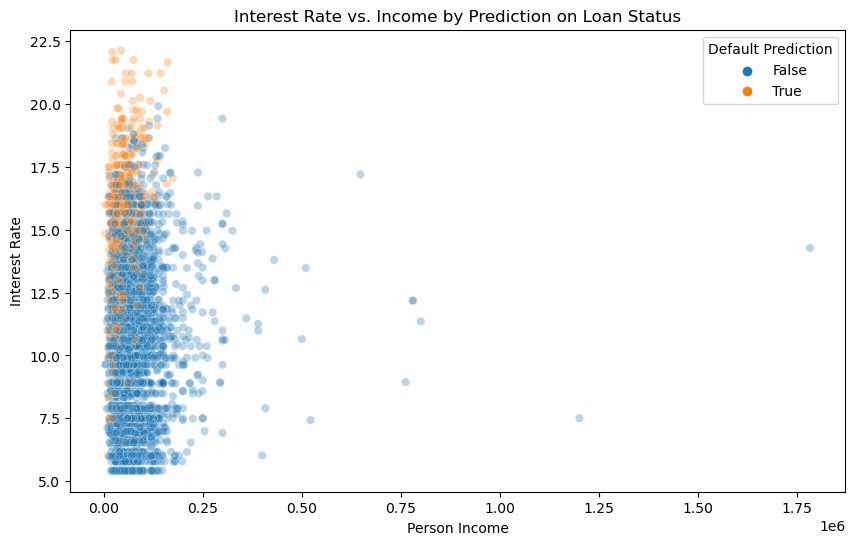 Interest Rate vs. Income by Prediction on Loan Status
22.5
20.0
17.5
15.0
12.5
10.0
7.5
5.0
Interest Rate
Default Prediction
False
True
0.00 0.25 0.50 0.75 1.00 1.25 1.50 1.75
1e6
Person Income